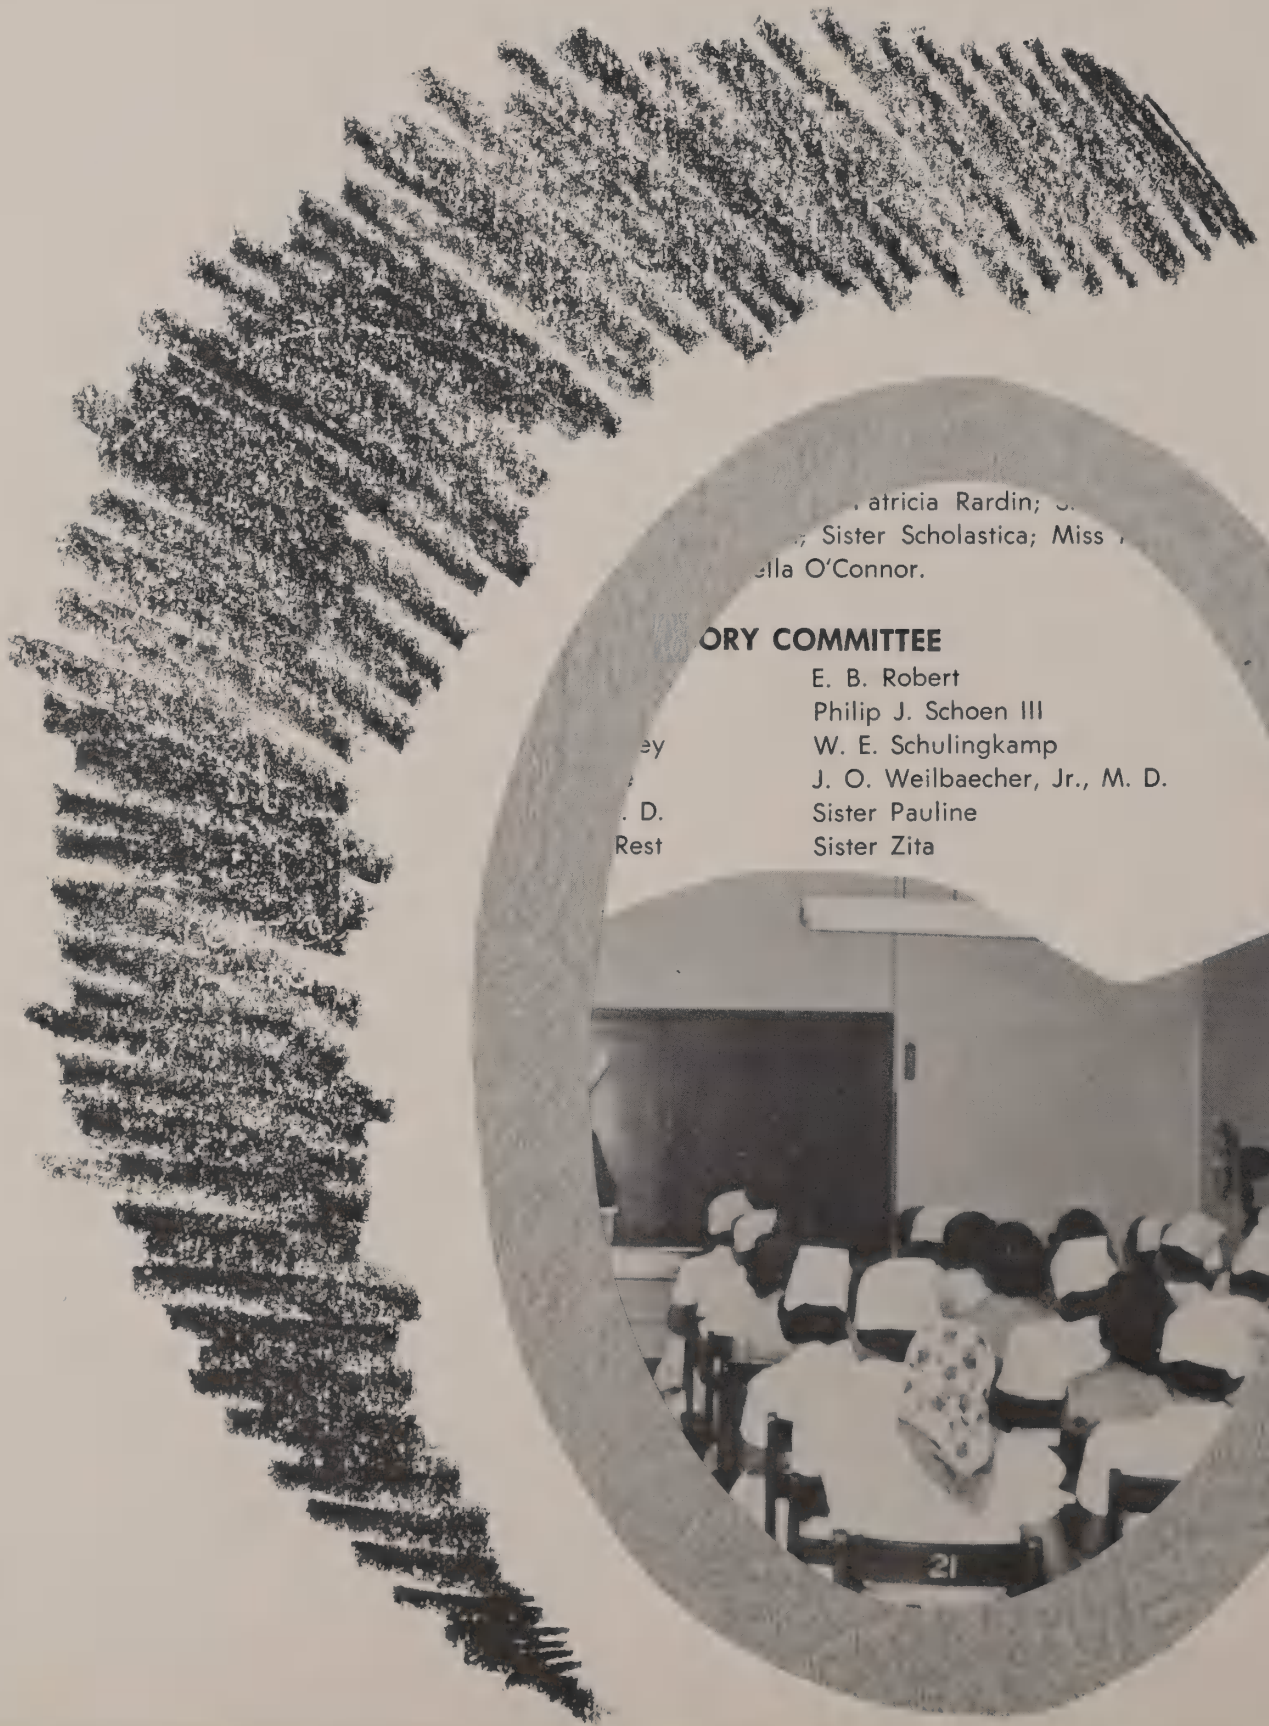 atricia Rardin;
; Sister Scholastica; Miss
ella O'Connor.
ORY COMMITTEE
E. B. Robert
Philip J. Schoen III
ey W. E. Schulingkamp
J. O. Weilbaecher, Jr., M. D.
. D. Sister Pauline
Rest Sister Zita
21